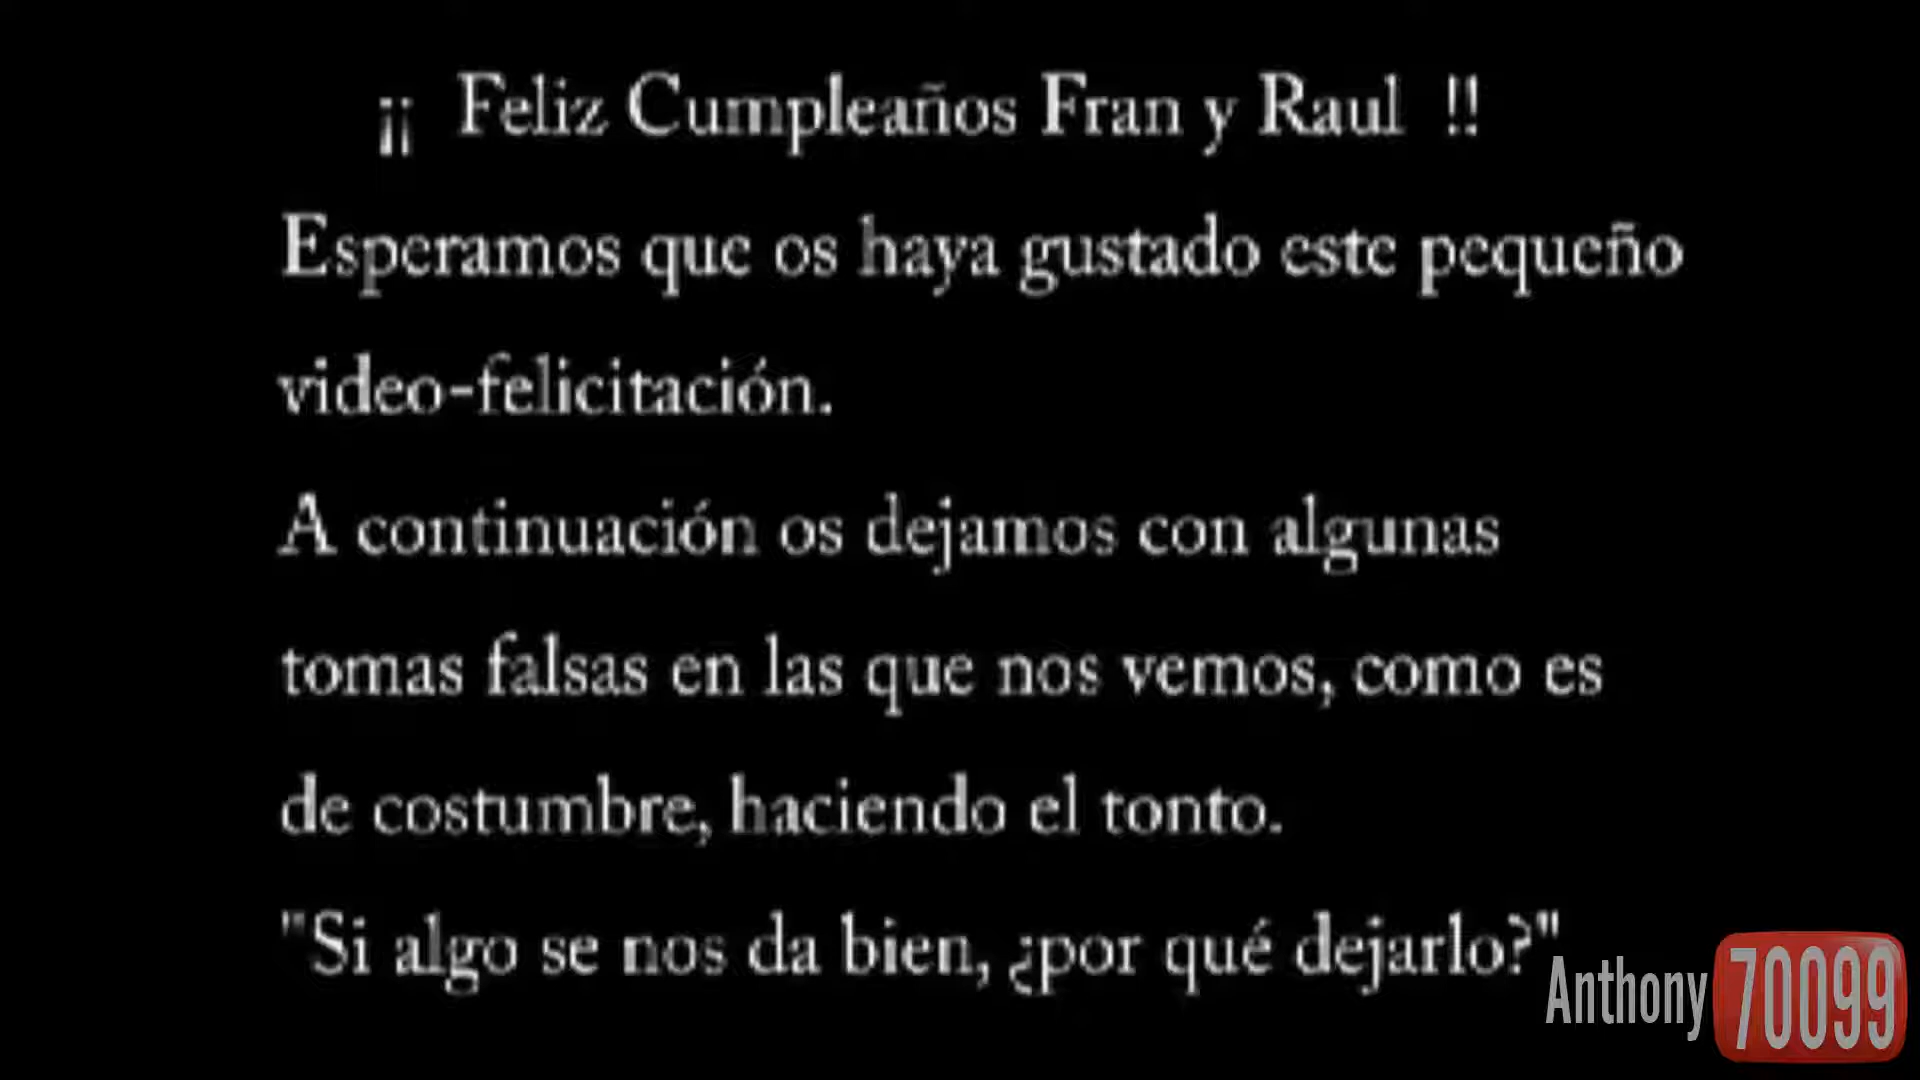 ¡¡ Feliz Cumpleaños Fran y Raul !!
Esperamos que os haya gustado este pequeño
video-felicitación.
A continuación os dejamos con algunas
tomas falsas en las que nos vemos, como es
de costumbre, haciendo el tonto.
"Si algo se nos da bien, ¿por qué dejarlo?"
Anthony 70099